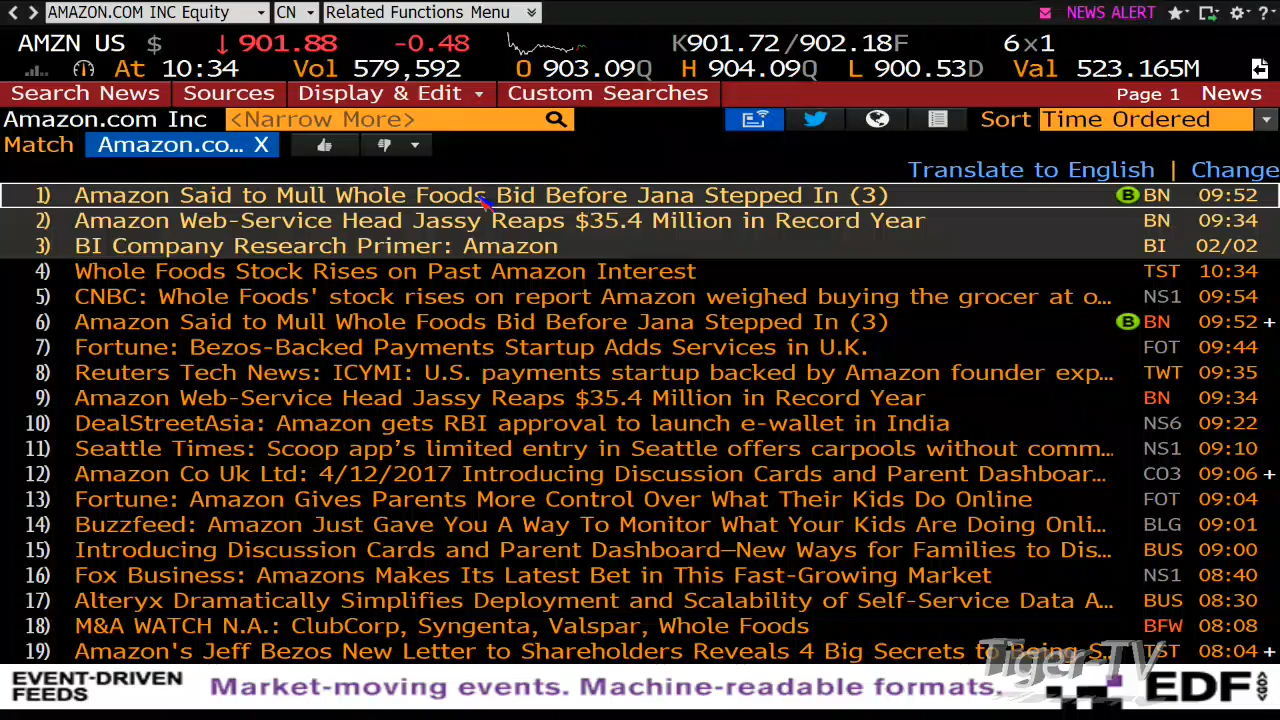 AMAZON.COM INC Equity CN Related Functions Menu NEWS ALERT ?
AMZN US $ ↓901.88 -0.48 K901.72/902.18F 6x1
At 10:34 Vol 579,592 O 903.09Q H 904.09Q L 900.53D Val 523.165M
Search News Sources Display & Edit Custom Searches Page 1 News
Amazon.com Inc <Narrow More> Sort Time Ordered
Match Amazon.co... X
Translate to English | Change
1) Amazon Said to Mull Whole Foods Bid Before Jana Stepped In (3) B BN 09:52
2) Amazon Web-Service Head Jassy Reaps $35.4 Million in Record Year BN 09:34
3) BI Company Research Primer: Amazon BI 02/02
4) Whole Foods Stock Rises on Past Amazon Interest TST 10:34
5) CNBC: Whole Foods' stock rises on report Amazon weighed buying the grocer at o... NS1 09:54
6) Amazon Said to Mull Whole Foods Bid Before Jana Stepped In (3) B BN 09:52 +
7) Fortune: Bezos-Backed Payments Startup Adds Services in U.K. FOT 09:44
8) Reuters Tech News: ICYMI: U.S. payments startup backed by Amazon founder exp... TWT 09:35
9) Amazon Web-Service Head Jassy Reaps $35.4 Million in Record Year BN 09:34
10) DealStreetAsia: Amazon gets RBI approval to launch e-wallet in India NS6 09:22
11) Seattle Times: Scoop app's limited entry in Seattle offers carpools without comm... NS1 09:10
12) Amazon Co Uk Ltd: 4/12/2017 Introducing Discussion Cards and Parent Dashboar... CO3 09:06 +
13) Fortune: Amazon Gives Parents More Control Over What Their Kids Do Online FOT 09:04
14) Buzzfeed: Amazon Just Gave You A Way To Monitor What Your Kids Are Doing Onli... BLG 09:01
15) Introducing Discussion Cards and Parent Dashboard—New Ways for Families to Dis... BUS 09:00
16) Fox Business: Amazons Makes Its Latest Bet in This Fast-Growing Market NS1 08:40
17) Alteryx Dramatically Simplifies Deployment and Scalability of Self-Service Data A... BUS 08:30
18) M&A WATCH N.A.: ClubCorp, Syngenta, Valspar, Whole Foods BFW 08:08
19) Amazon's Jeff Bezos New Letter to Shareholders Reveals 4 Big Secrets to Being S... TST 08:04 +
Tiger-TV
EVENT-DRIVEN
FEEDS
Market-moving events. Machine-readable formats.
EDF